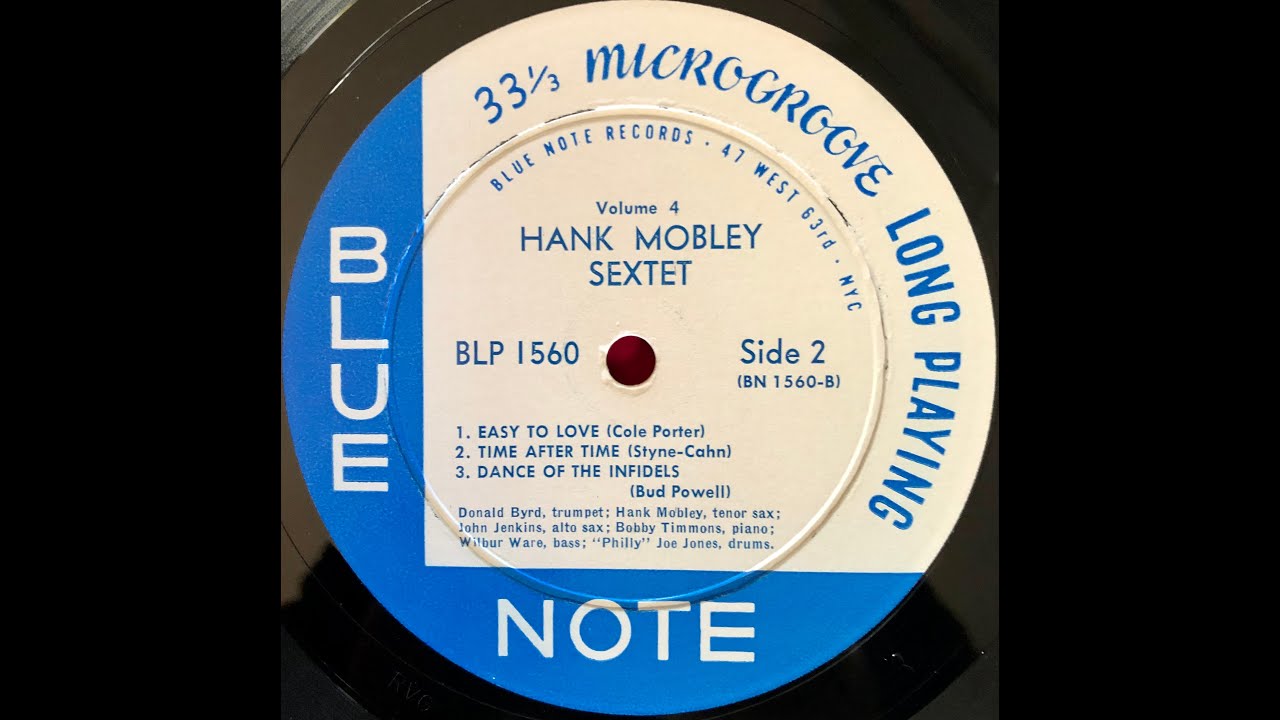 33⅓ MICROGROOVE LONG PLAYING
BLUE NOTE RECORDS · 47 WEST 63rd · NYC
Volume 4
HANK MOBLEY
SEXTET
BLP 1560
Side 2
(BN 1560-B)
1. EASY TO LOVE (Cole Porter)
2. TIME AFTER TIME (Styne-Cahn)
3. DANCE OF THE INFIDELS
(Bud Powell)
Donald Byrd, trumpet; Hank Mobley, tenor sax;
John Jenkins, alto sax; Bobby Timmons, piano;
Wilbur Ware, bass; "Philly" Joe Jones, drums.
BLUE
NOTE
RVG